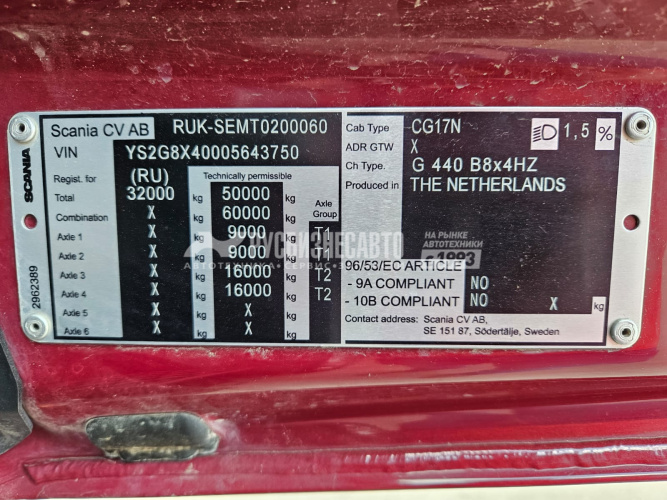 Scania CV AB RUK-SEMT0200060
VIN YS2G8X40005643750
Regist. for (RU) Technically permissible
Total 32000 kg 50000 kg Axle Group
Combination X kg 60000 kg
Axle 1 X kg 9000 kg T1
Axle 2 X kg 9000 kg T1
Axle 3 X kg 16000 kg T2
Axle 4 X kg 16000 kg T2
Axle 5 X kg X kg
Axle 6 X kg X kg
SCANIA
2962389
Cab Type CG17N 1,5 %
ADR GTW X
Ch. Type. G 440 B8x4HZ
Produced in THE NETHERLANDS
96/53/EC ARTICLE
- 9A COMPLIANT NO
- 10B COMPLIANT NO X kg
Contact address: Scania CV AB,
SE 151 87, Södertälje, Sweden
РУСБИЗНЕСАВТО
НА РЫНКЕ
АВТОТЕХНИКИ
с 1993